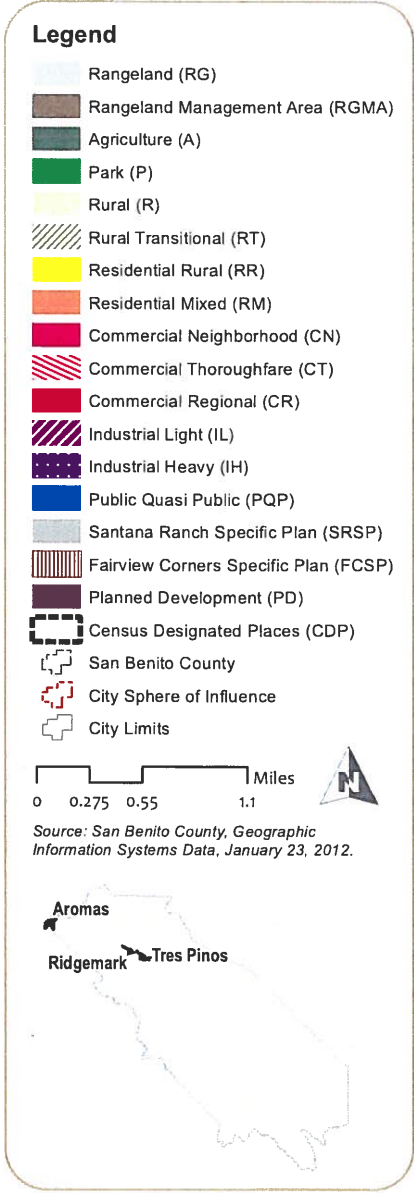 Legend
Rangeland (RG)
Rangeland Management Area (RGMA)
Agriculture (A)
Park (P)
Rural (R)
Rural Transitional (RT)
Residential Rural (RR)
Residential Mixed (RM)
Commercial Neighborhood (CN)
Commercial Thoroughfare (CT)
Commercial Regional (CR)
Industrial Light (IL)
Industrial Heavy (IH)
Public Quasi Public (PQP)
Santana Ranch Specific Plan (SRSP)
Fairview Corners Specific Plan (FCSP)
Planned Development (PD)
Census Designated Places (CDP)
San Benito County
City Sphere of Influence
City Limits
Miles
N
0 0.275 0.55 1.1
Source: San Benito County, Geographic
Information Systems Data, January 23, 2012.
Aromas
Tres Pinos
Ridgemark